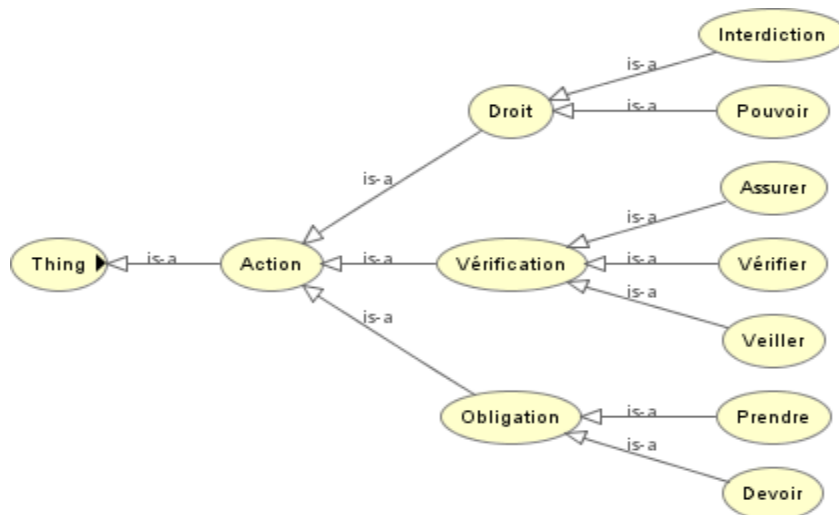 Interdiction
is-a
Droit
is-a
Pouvoir
is-a
Assurer
is-a
Thing
is-a
Action
is-a
Vérification
is-a
Vérifier
is-a
Veiller
is-a
Obligation
is-a
Prendre
is-a
Devoir